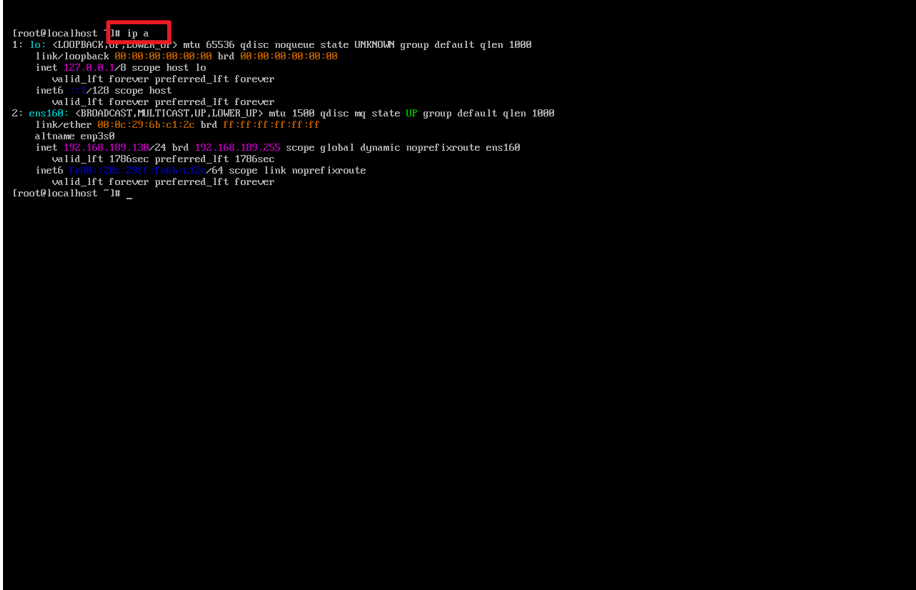 [root@localhost ~]# ip a
1: lo: <LOOPBACK,UP,LOWER_UP> mtu 65536 qdisc noqueue state UNKNOWN group default qlen 1000
    link/loopback 00:00:00:00:00:00 brd 00:00:00:00:00:00
    inet 127.0.0.1/8 scope host lo
       valid_lft forever preferred_lft forever
    inet6 ::1/128 scope host
       valid_lft forever preferred_lft forever
2: ens160: <BROADCAST,MULTICAST,UP,LOWER_UP> mtu 1500 qdisc mq state UP group default qlen 1000
    link/ether 00:0c:29:6b:c1:2c brd ff:ff:ff:ff:ff:ff
    altname enp3s0
    inet 192.168.189.130/24 brd 192.168.189.255 scope global dynamic noprefixroute ens160
       valid_lft 1786sec preferred_lft 1786sec
    inet6 fe80::20c:29ff:fe6b:c12c/64 scope link noprefixroute
       valid_lft forever preferred_lft forever
[root@localhost ~]# _